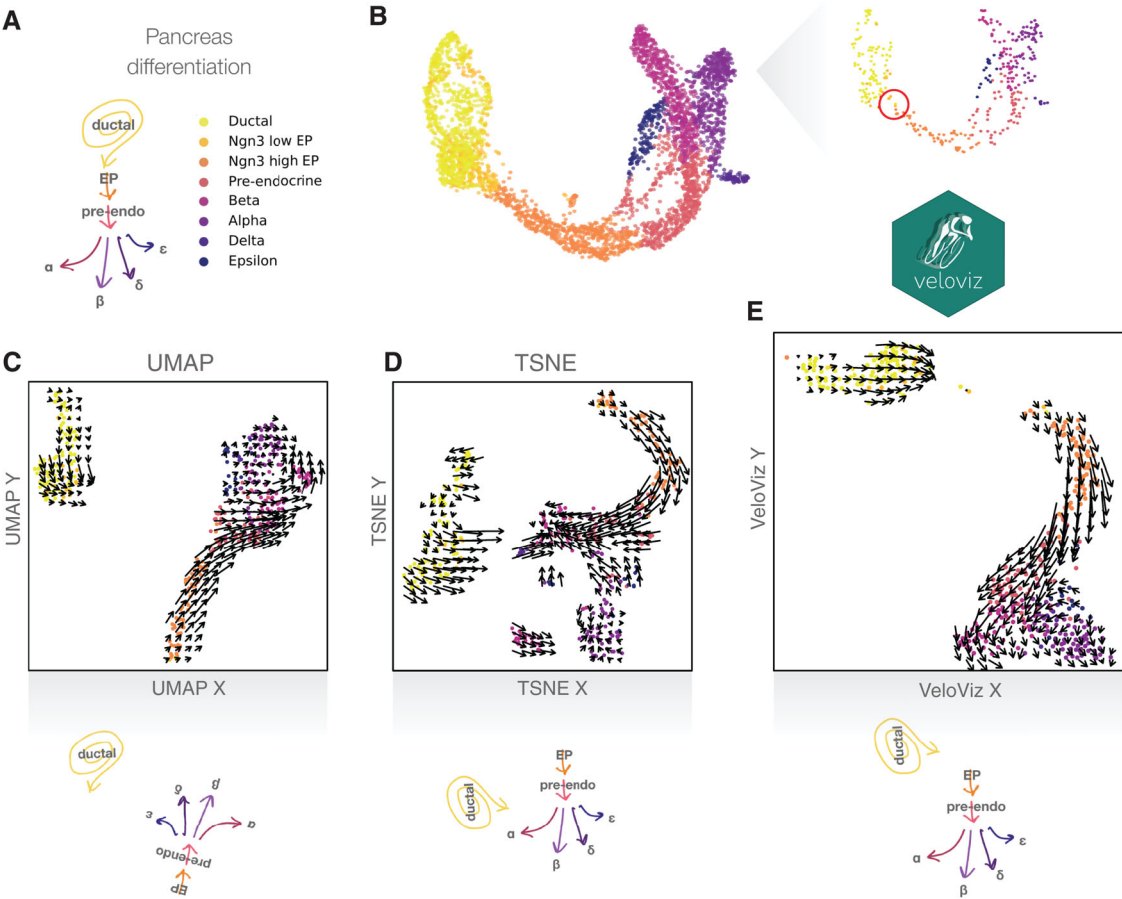 A
Pancreas
differentiation
ductal
EP
pre-endo
α
β
δ
ε
Ductal
Ngn3 low EP
Ngn3 high EP
Pre-endocrine
Beta
Alpha
Delta
Epsilon
B
veloviz
C
UMAP
UMAP Y
UMAP X
D
TSNE
TSNE Y
TSNE X
E
VeloViz Y
VeloViz X
ductal
ε
δ
β
α
pre-endo
EP
ductal
EP
pre-endo
α
β
δ
ε
ductal
EP
pre-endo
α
β
δ
ε